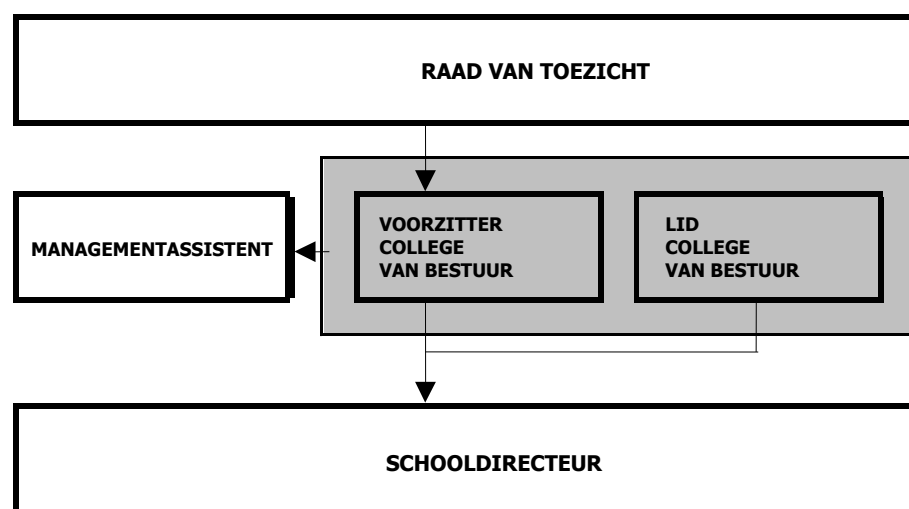 RAAD VAN TOEZICHT
MANAGEMENTASSISTENT
VOORZITTER
COLLEGE
VAN BESTUUR
LID
COLLEGE
VAN BESTUUR
SCHOOLDIRECTEUR